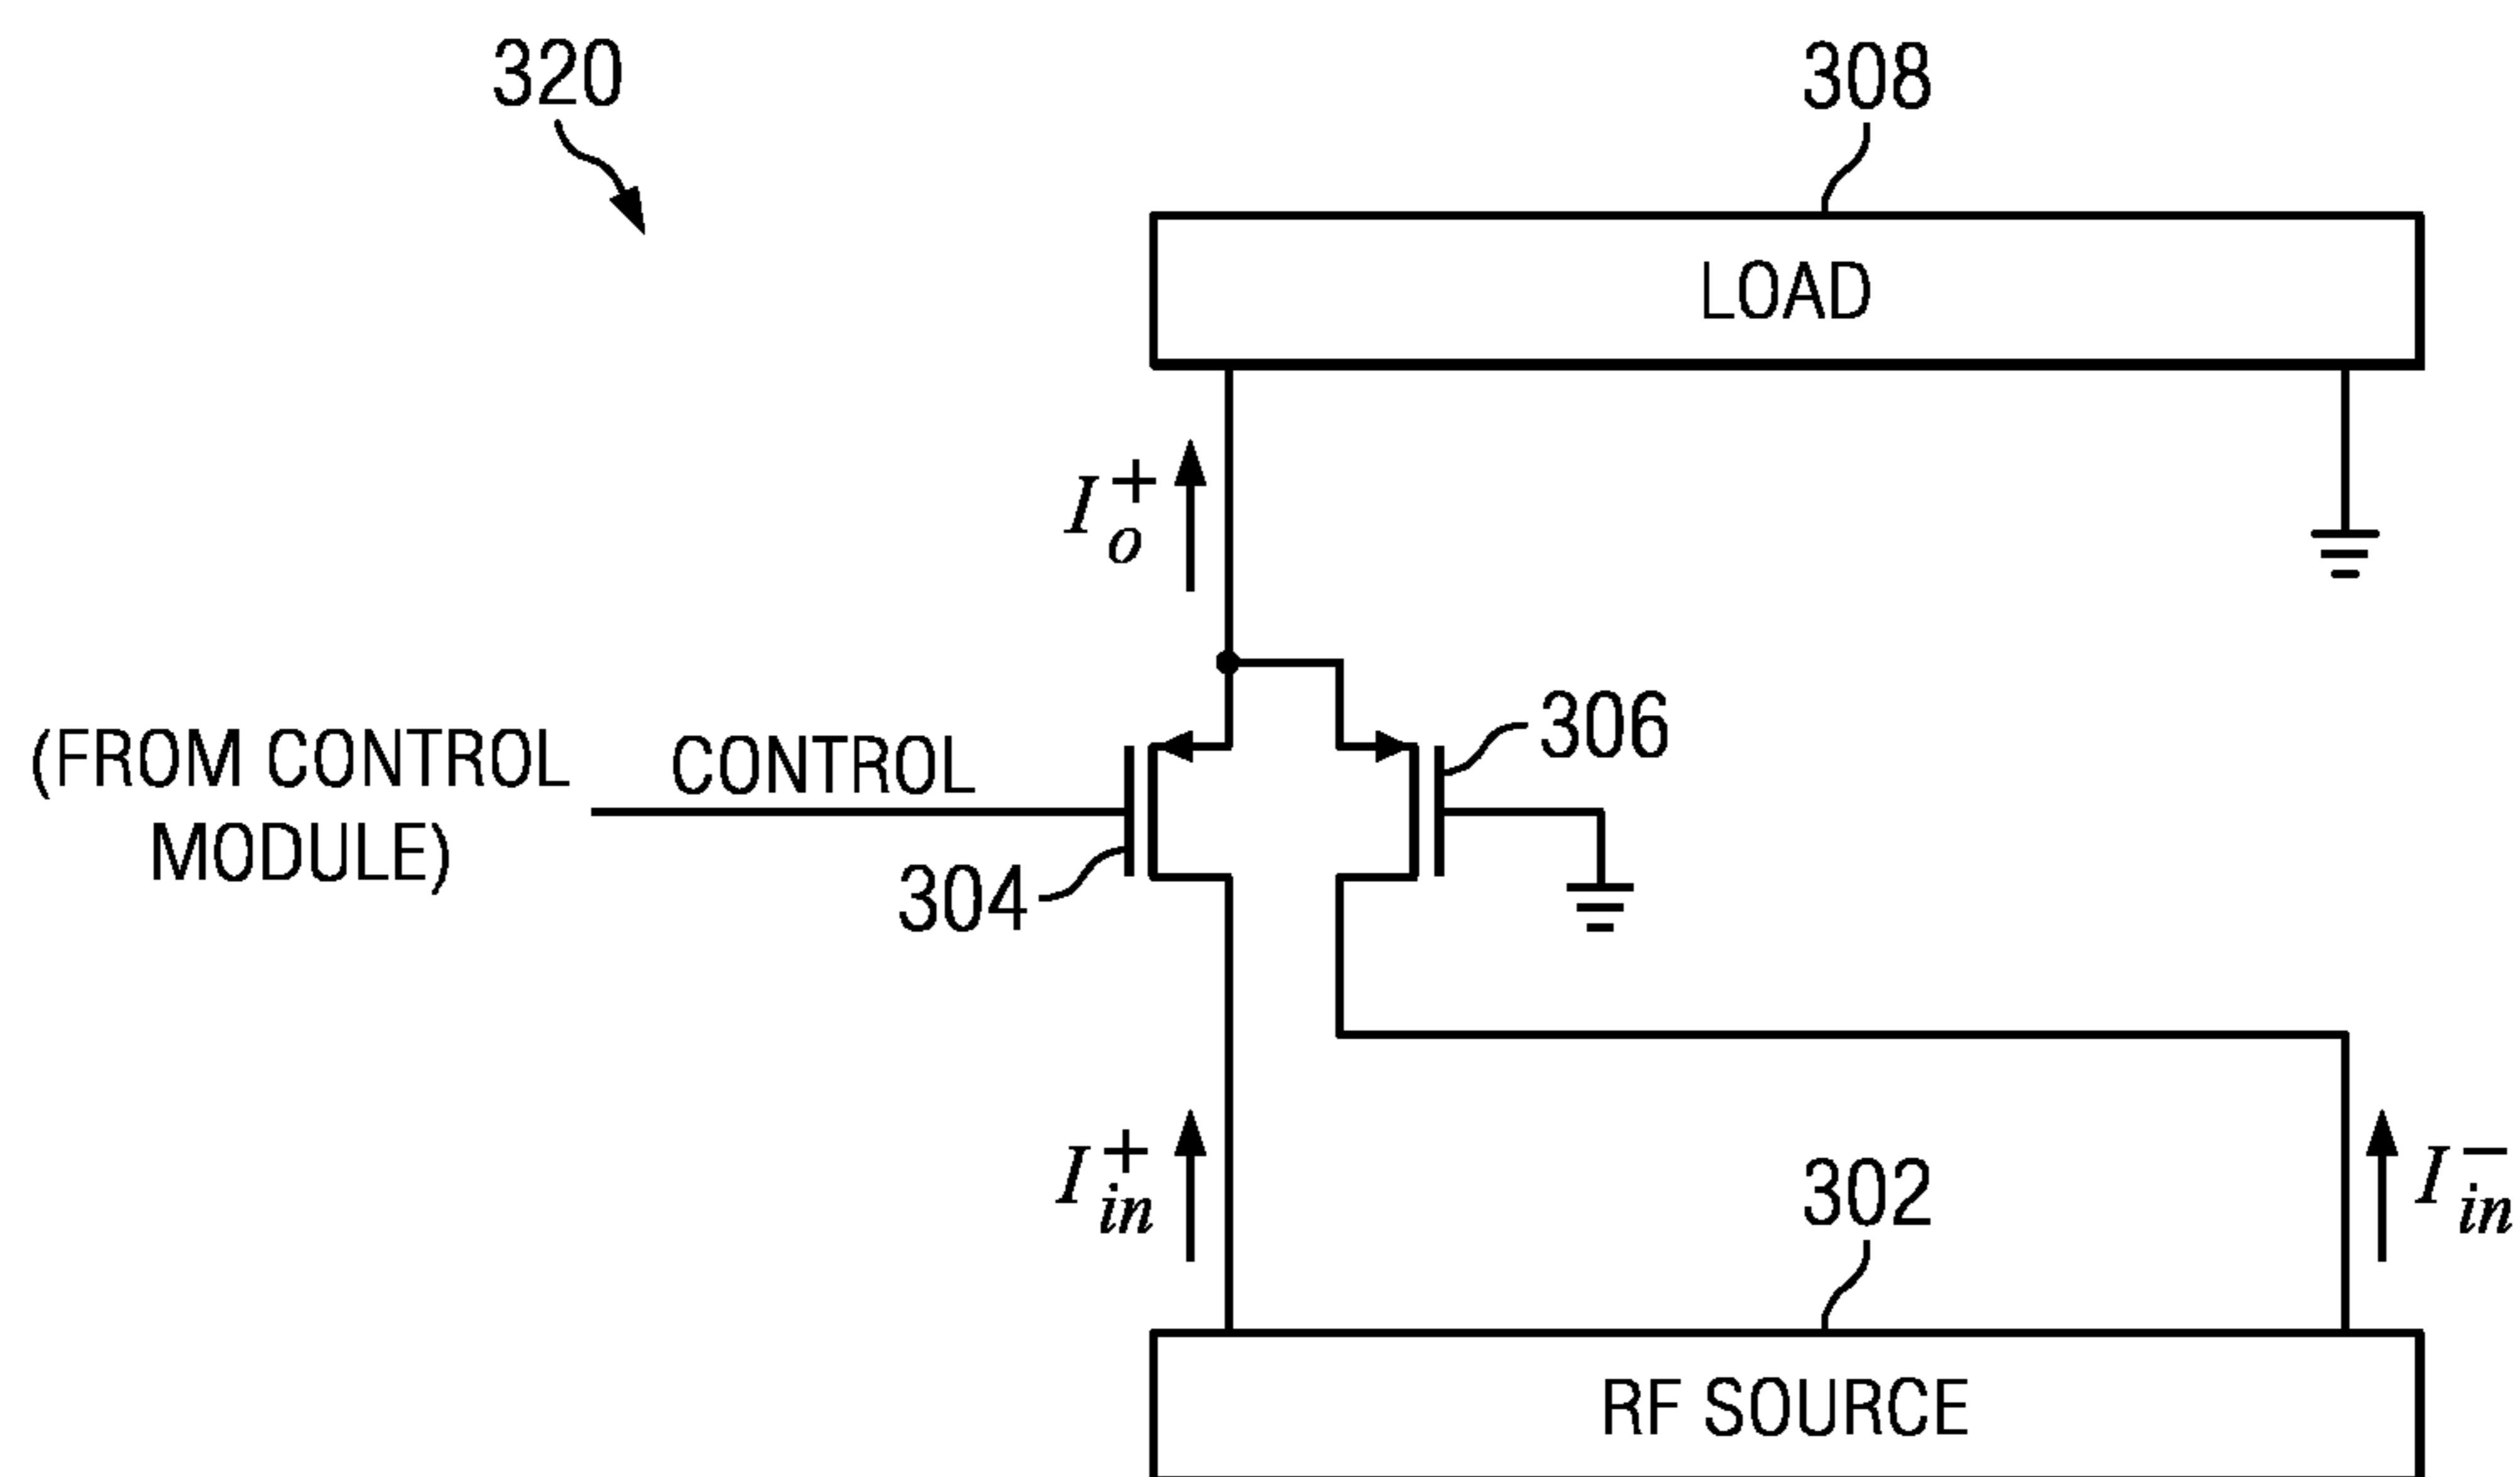 320
308
LOAD
I_o^+
(FROM CONTROL
MODULE)
CONTROL
306
304
I_in^+
302
I_in^-
RF SOURCE